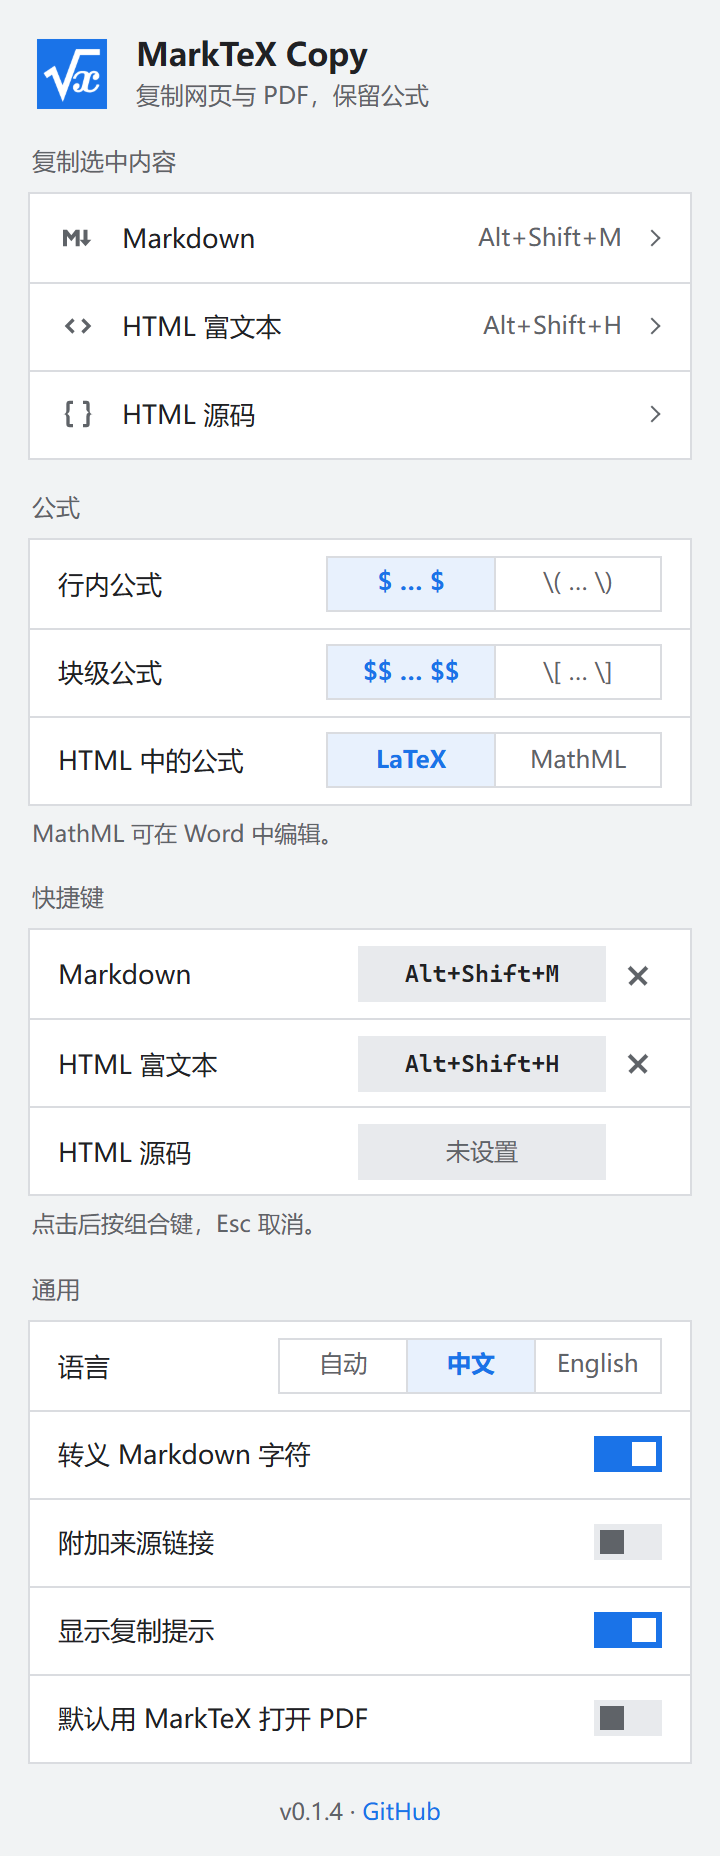 MarkTeX Copy
复制网页与 PDF，保留公式
复制选中内容
Markdown Alt+Shift+M
HTML 富文本 Alt+Shift+H
HTML 源码
公式
行内公式 $ ... $ \( ... \)
块级公式 $$ ... $$ \[ ... \]
HTML 中的公式 LaTeX MathML
MathML 可在 Word 中编辑。
快捷键
Markdown Alt+Shift+M
HTML 富文本 Alt+Shift+H
HTML 源码 未设置
点击后按组合键，Esc 取消。
通用
语言 自动 中文 English
转义 Markdown 字符
附加来源链接
显示复制提示
默认用 MarkTeX 打开 PDF
v0.1.4 · GitHub